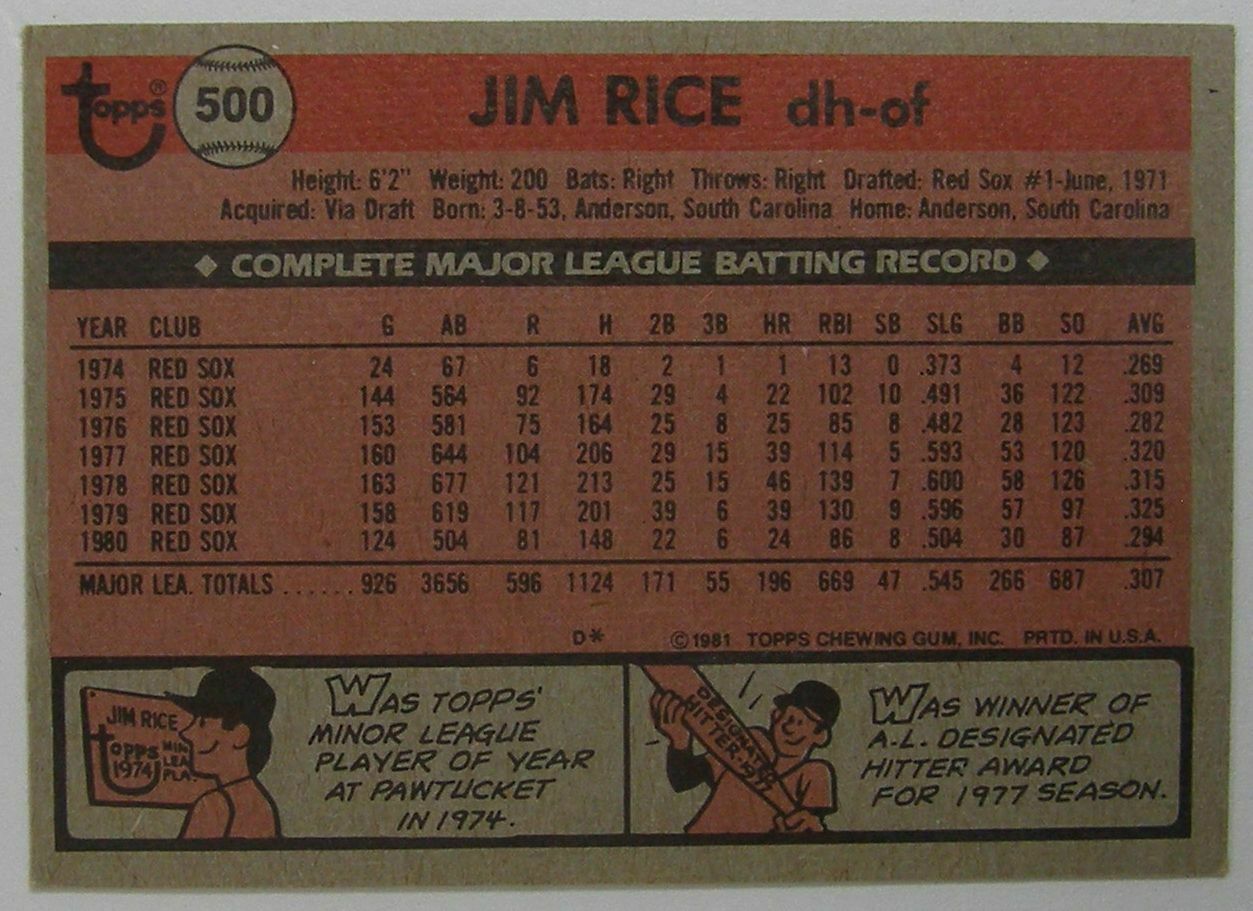 topps® 500 JIM RICE dh-of
Height: 6'2" Weight: 200 Bats: Right Throws: Right Drafted: Red Sox #1-June, 1971
Acquired: Via Draft Born: 3-8-53, Anderson, South Carolina Home: Anderson, South Carolina
◆ COMPLETE MAJOR LEAGUE BATTING RECORD ◆
YEAR CLUB G AB R H 2B 3B HR RBI SB SLG BB SO AVG
1974 RED SOX 24 67 6 18 2 1 1 13 0 .373 4 12 .269
1975 RED SOX 144 564 92 174 29 4 22 102 10 .491 36 122 .309
1976 RED SOX 153 581 75 164 25 8 25 85 8 .482 28 123 .282
1977 RED SOX 160 644 104 206 29 15 39 114 5 .593 53 120 .320
1978 RED SOX 163 677 121 213 25 15 46 139 7 .600 58 126 .315
1979 RED SOX 158 619 117 201 39 6 39 130 9 .596 57 97 .325
1980 RED SOX 124 504 81 148 22 6 24 86 8 .504 30 87 .294
MAJOR LEA. TOTALS ...... 926 3656 596 1124 171 55 196 669 47 .545 266 687 .307
D* © 1981 TOPPS CHEWING GUM, INC. PRTD. IN U.S.A.
JIM RICE
topps MIN.
1974 LEA.
PLA.
WAS TOPPS'
MINOR LEAGUE
PLAYER OF YEAR
AT PAWTUCKET
IN 1974.
DESIGNATED
HITTER-1977
WAS WINNER OF
A.L. DESIGNATED
HITTER AWARD
FOR 1977 SEASON.